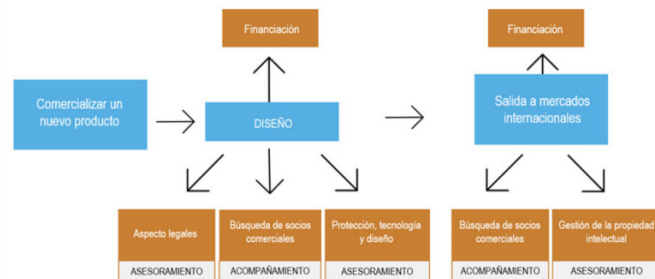 Financiación
Financiación
Comercializar un
nuevo producto
DISEÑO
Salida a mercados
internacionales
Aspecto legales
ASESORAMIENTO
Búsqueda de socios
comerciales
ACOMPAÑAMIENTO
Protección, tecnología
y diseño
ASESORAMIENTO
Búsqueda de socios
comerciales
ACOMPAÑAMIENTO
Gestión de la propiedad
intelectual
ASESORAMIENTO